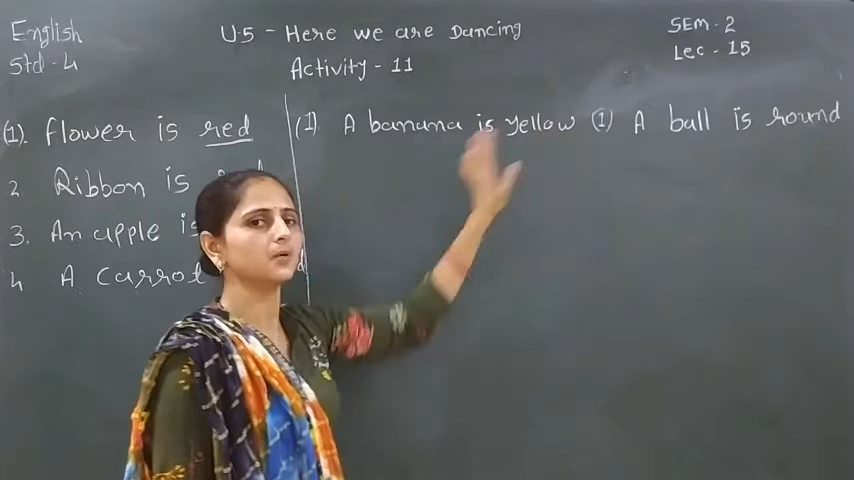 English
Std - 4
U-5 - Here we are Dancing
Activity - 11
SEM - 2
Lec - 15
(1). flower is red
2 Ribbon is
3. An apple is
4 A Carrot
(1). A banana is yellow
(1) A ball is round